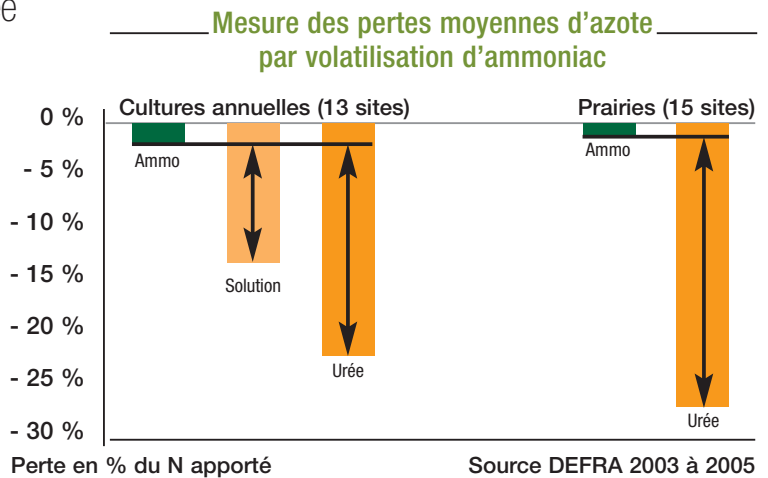 Mesure des pertes moyennes d'azote
par volatilisation d'ammoniac
Cultures annuelles (13 sites)
Prairies (15 sites)
0 %
- 5 %
- 10 %
- 15 %
- 20 %
- 25 %
- 30 %
Ammo
Solution
Urée
Ammo
Urée
Perte en % du N apporté
Source DEFRA 2003 à 2005